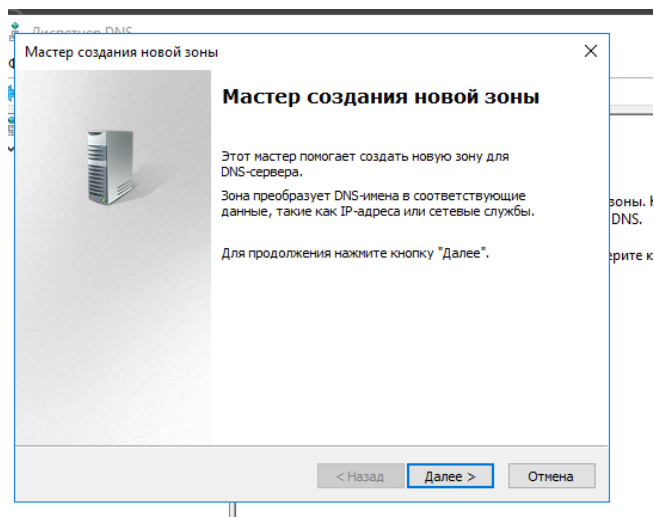 Диспетчер DNS
Мастер создания новой зоны
Мастер создания новой зоны
Этот мастер помогает создать новую зону для
DNS-сервера.
Зона преобразует DNS-имена в соответствующие
данные, такие как IP-адреса или сетевые службы.
Для продолжения нажмите кнопку "Далее".
зоны.
DNS.
< Назад
Далее >
Отмена